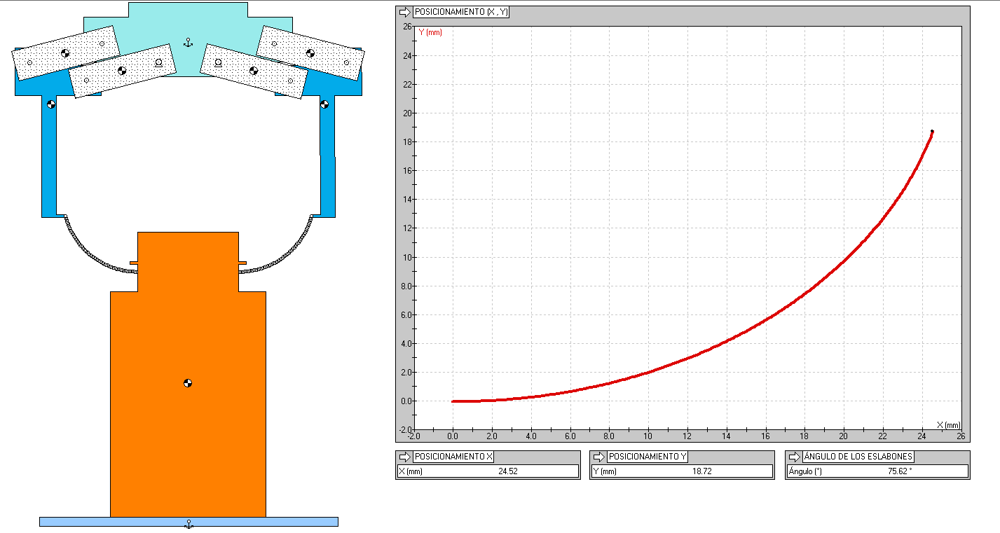 POSICIONAMIENTO (X , Y)
Y (mm)
26
24
22
20
18
16
14
12
10
8.0
6.0
4.0
2.0
0.0
-2.0
X (mm)
-2.0 0.0 2.0 4.0 6.0 8.0 10 12 14 16 18 20 22 24 26
POSICIONAMIENTO X
X (mm) 24.52
POSICIONAMIENTO Y
Y (mm) 18.72
ÁNGULO DE LOS ESLABONES
Ángulo (°) 75.62 °